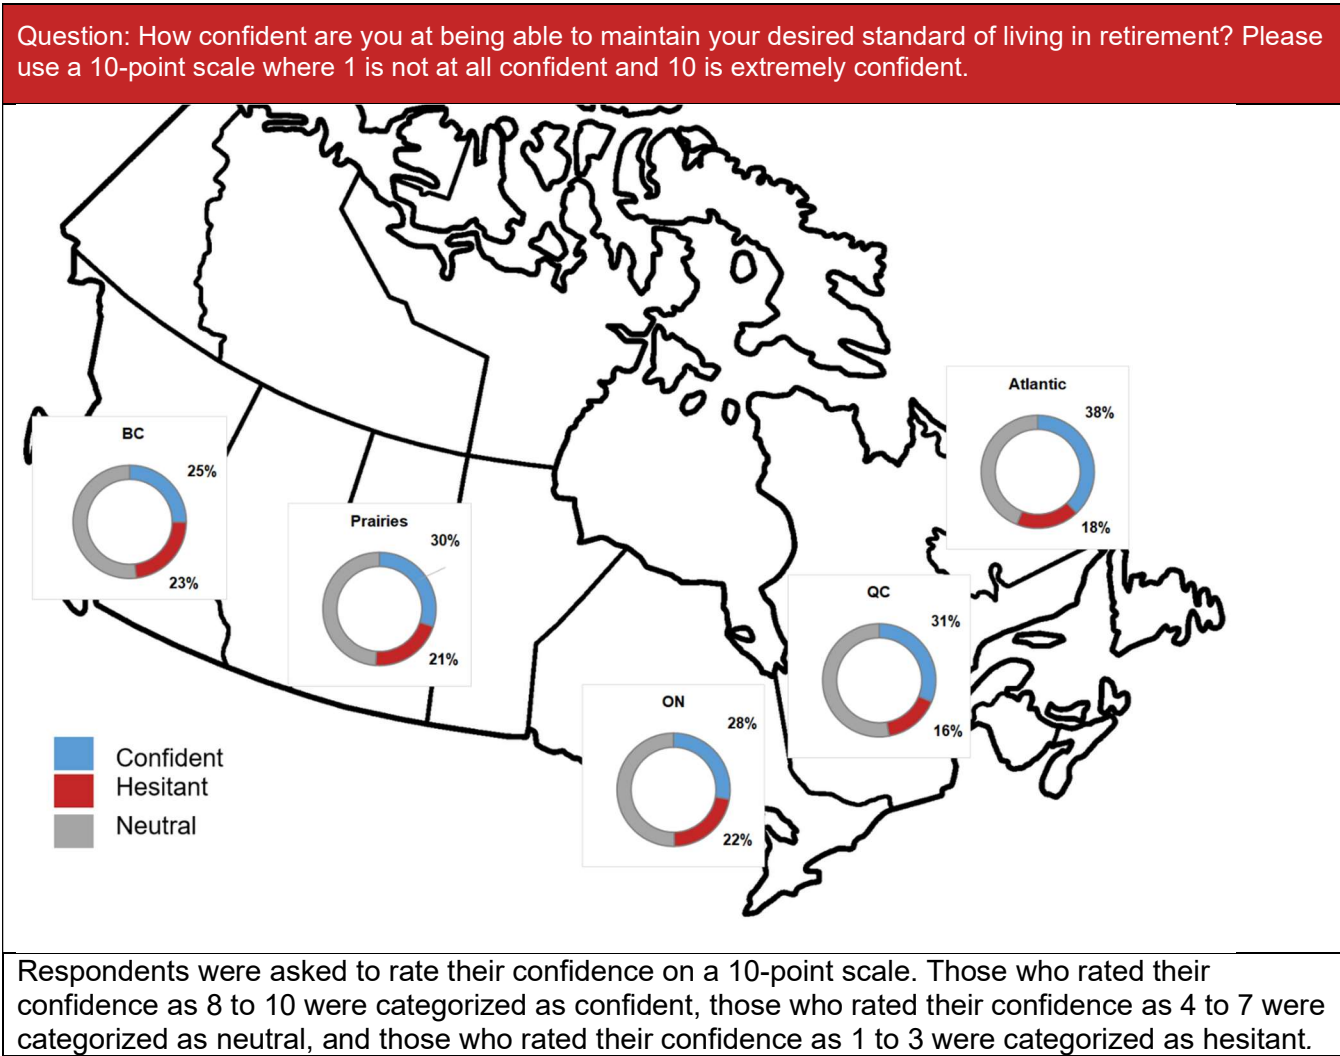 Question: How confident are you at being able to maintain your desired standard of living in retirement? Please
use a 10-point scale where 1 is not at all confident and 10 is extremely confident.
Atlantic
38%
18%
BC
25%
23%
Prairies
30%
21%
QC
31%
16%
ON
28%
22%
Confident
Hesitant
Neutral
Respondents were asked to rate their confidence on a 10-point scale. Those who rated their
confidence as 8 to 10 were categorized as confident, those who rated their confidence as 4 to 7 were
categorized as neutral, and those who rated their confidence as 1 to 3 were categorized as hesitant.